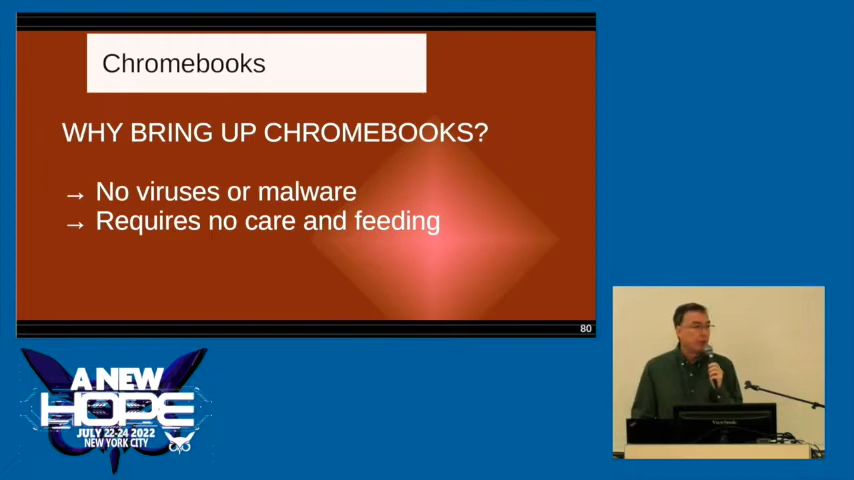 Chromebooks
WHY BRING UP CHROMEBOOKS?
→ No viruses or malware
→ Requires no care and feeding
80
A NEW
HOPE
JULY 22-24 2022
NEW YORK CITY
ViewSonic